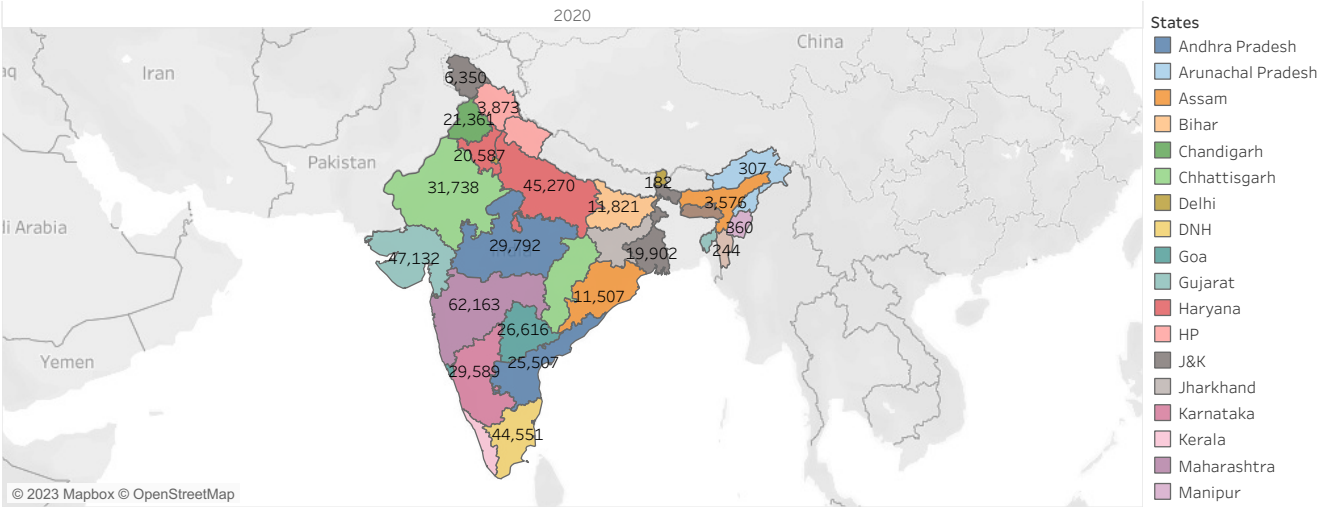 2020
States
China
Iran
Pakistan
di Arabia
Yemen
6,350
3,873
21,361
20,587
31,738
45,270
182
307
11,821
3,576
360
244
29,792
19,902
47,132
62,163
11,507
26,616
25,507
29,589
44,551
© 2023 Mapbox © OpenStreetMap
Andhra Pradesh
Arunachal Pradesh
Assam
Bihar
Chandigarh
Chhattisgarh
Delhi
DNH
Goa
Gujarat
Haryana
HP
J&K
Jharkhand
Karnataka
Kerala
Maharashtra
Manipur